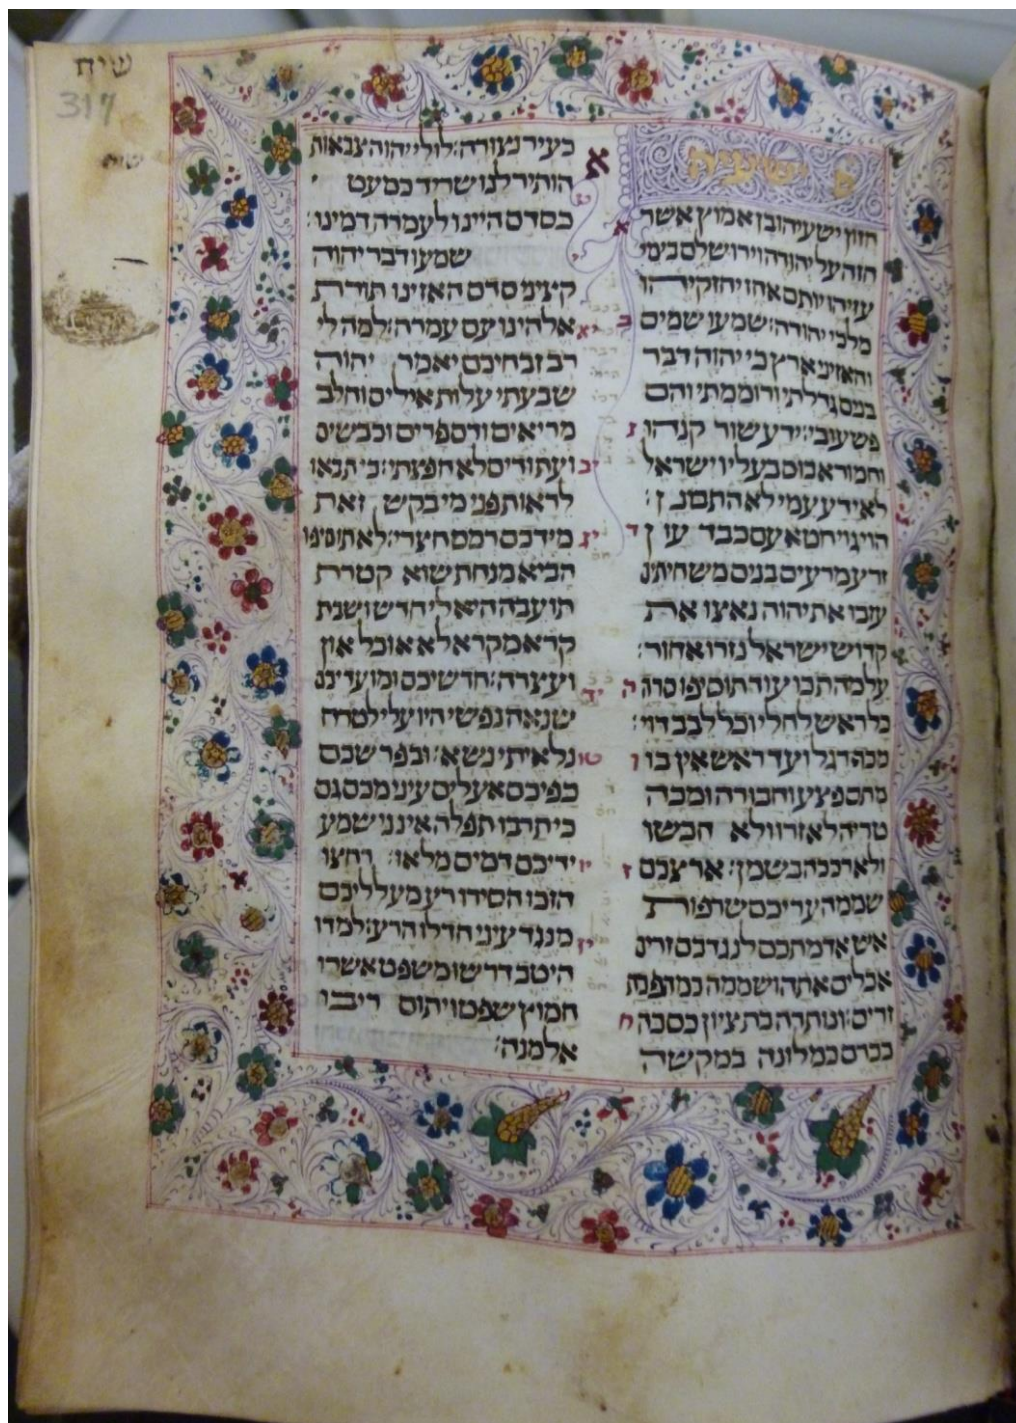 שיח
317
שיח
ס ישעיה
א
א
חזון ישעיהו בן אמוץ אשר
חזה על יהודה וירושלם בימי
עזיהו יותם אחז יחזקיהו
מלכי יהודה: שמעו שמים
ב
והאזיני ארץ כי יהוה דבר
בנים גדלתי ורוממתי והם
פשעו בי: ידע שור קנהו
ג
וחמור אבוס בעליו ישראל
לא ידע עמי לא התבונן:
הוי גוי חטא עם כבד עון
ד
זרע מרעים בנים משחיתים
עזבו את יהוה נאצו את
קדוש ישראל נזרו אחור:
על מה תכו עוד תוסיפו סרה
ה
כל ראש לחלי וכל לבב דוי:
מכף רגל ועד ראש אין בו
ו
מתם פצע וחבורה ומכה
טריה לא זרו ולא חבשו
ולא רככה בשמן: ארצכם
ז
שממה עריכם שרפות
אש אדמתכם לנגדכם זרים
אכלים אתה ושממה כמהפכת
זרים: ונותרה בת ציון כסכה
ח
בכרם כמלונה במקשה
כעיר נצורה: לולי יהוה צבאות
ט
הותיר לנו שריד כמעט
כסדם היינו לעמרה דמינו:
שמעו דבר יהוה
י
קציני סדם האזינו תורת
אלהינו עם עמרה: למה לי
יא
רב זבחיכם יאמר יהוה
שבעתי עלות אילים וחלב
מריאים ודם פרים וכבשים
ועתודים לא חפצתי: כי תבאו
יב
לראות פני מי בקש זאת
מידכם רמס חצרי: לא תוסיפו
יג
הביא מנחת שוא קטרת
תועבה היא לי חדש ושבת
קרא מקרא לא אוכל און
ועצרה: חדשיכם ומועדיכם
יד
שנאה נפשי היו עלי לטרח
נלאיתי נשא: ובפרשכם
טו
כפיכם אעלים עיני מכם גם
כי תרבו תפלה אינני שמע
ידיכם דמים מלאו: רחצו
יו
הזכו הסירו רע מעלליכם
מנגד עיני חדלו הרע: למדו
יז
היטב דרשו משפט אשרו
חמוץ שפטו יתום ריבו
אלמנה: